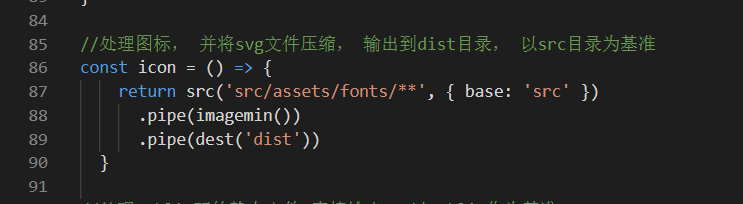 84
85 //处理图标， 并将svg文件压缩， 输出到dist目录， 以src目录为基准
86 const icon = () => {
87 return src('src/assets/fonts/**', { base: 'src' })
88 .pipe(imagemin())
89 .pipe(dest('dist'))
90 }
91